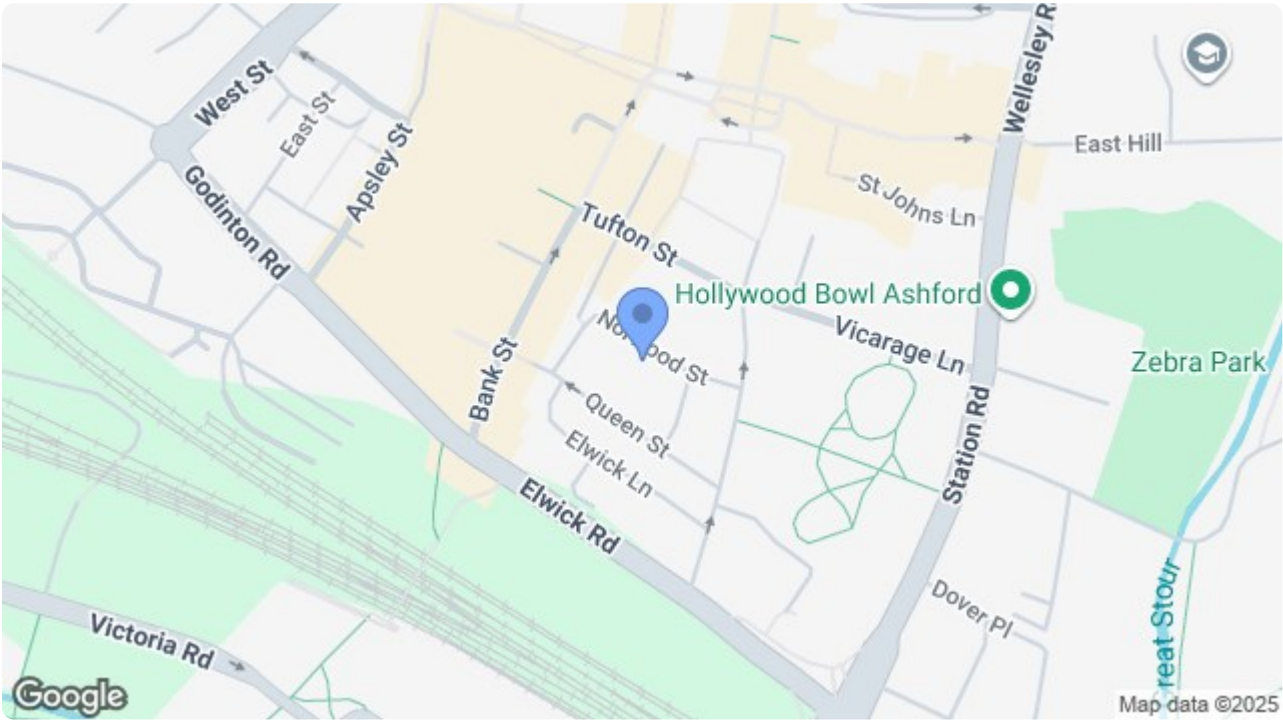 Wellesley R
West St
East St
Apsley St
East Hill
St Johns Ln
Godinton Rd
Tufton St
Hollywood Bowl Ashford
Vicarage Ln
Zebra Park
Bank St
Queen St
Elwick Ln
Station Rd
Elwick Rd
Dover Pl
Victoria Rd
reat Stour
Google
Map data ©2025